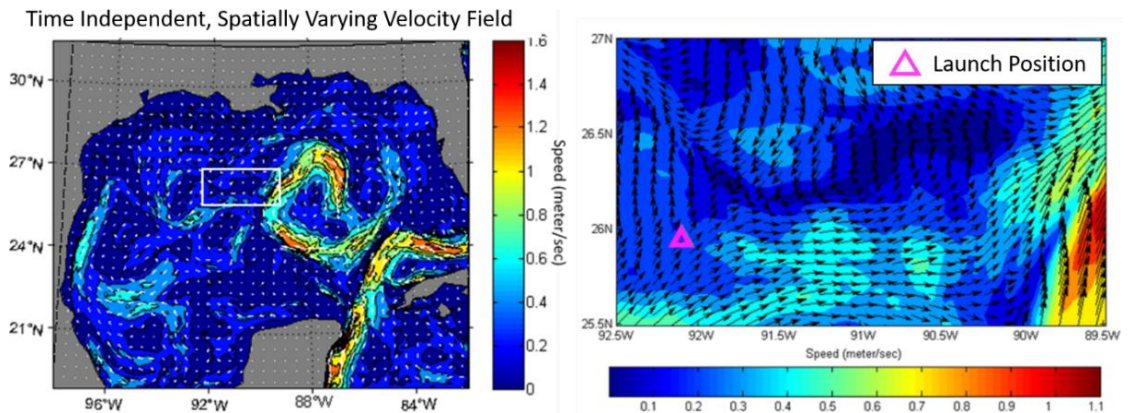 Time Independent, Spatially Varying Velocity Field
30°N
27°N
24°N
21°N
96°W
92°W
88°W
84°W
1.6
1.4
1.2
1
0.8
0.6
0.4
0.2
0
Speed (meter/sec)
Launch Position
27N
26.5N
26N
25.5N
92.5W
92W
91.5W
91W
90.5W
90W
89.5W
Speed (meter/sec)
0.1
0.2
0.3
0.4
0.5
0.6
0.7
0.8
0.9
1
1.1